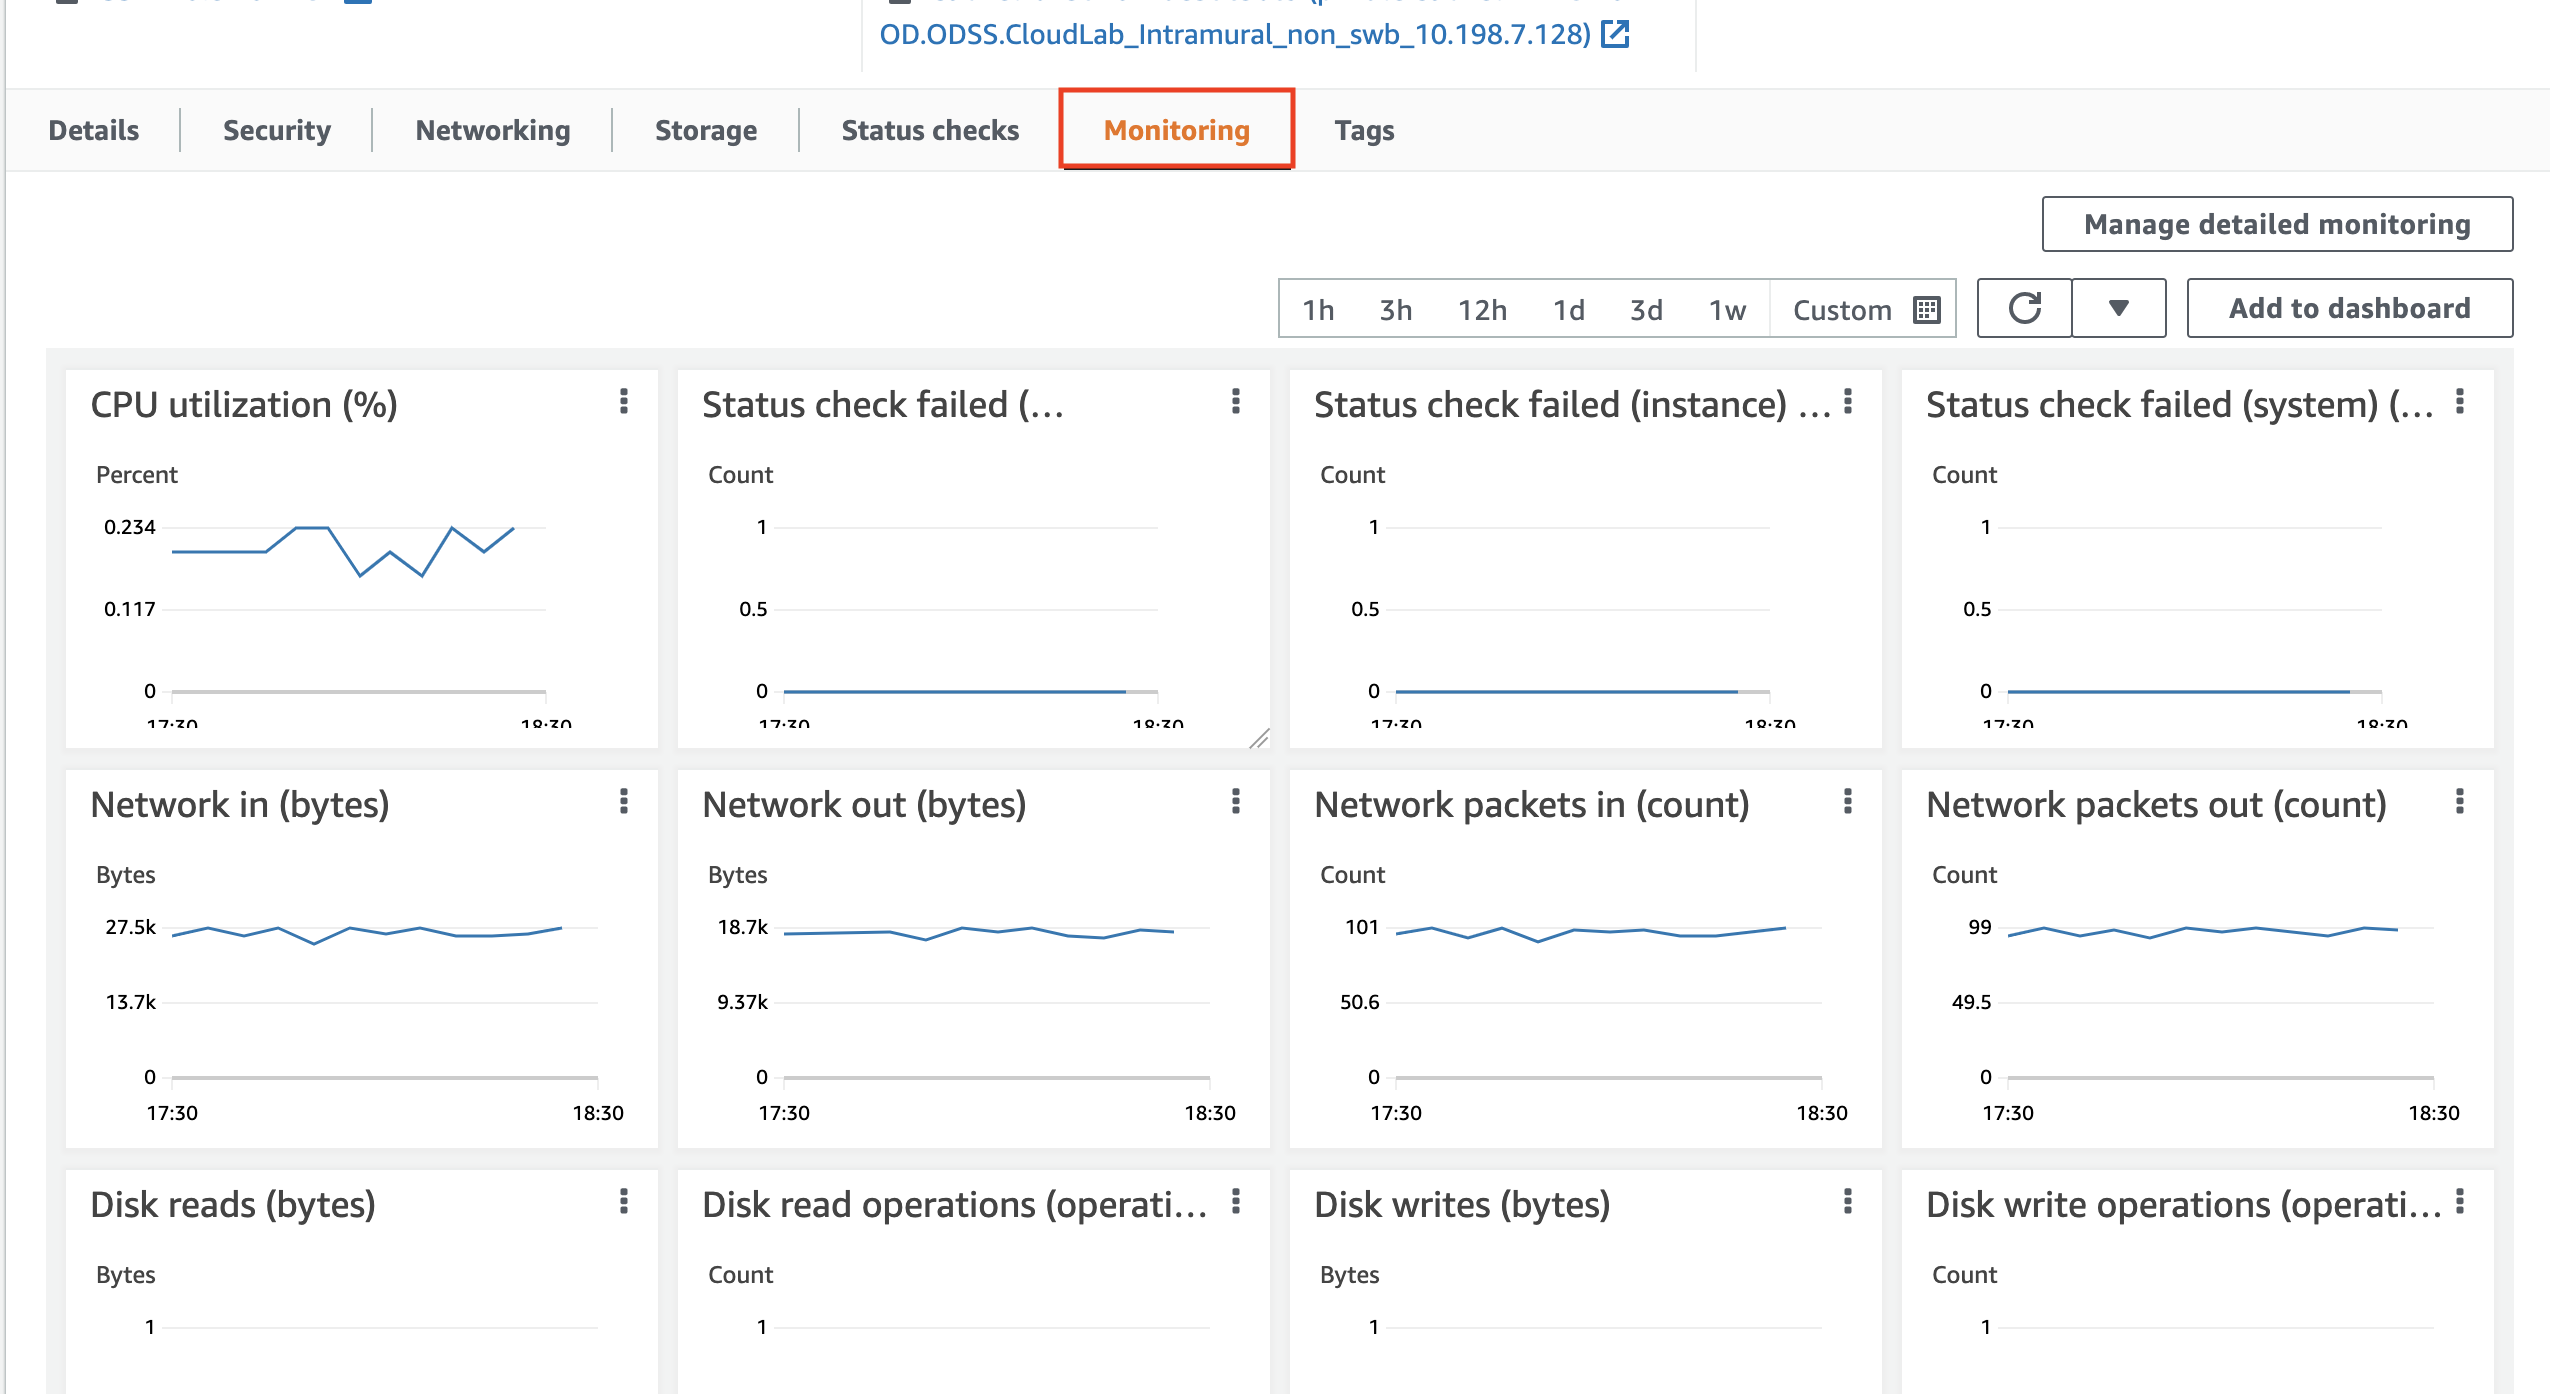 OD.ODSS.CloudLab_Intramural_non_swb_10.198.7.128)
Details Security Networking Storage Status checks Monitoring Tags
Manage detailed monitoring
1h 3h 12h 1d 3d 1w Custom Add to dashboard
CPU utilization (%)
Percent
0.234
0.117
0
17:30 18:30
Status check failed (...
Count
1
0.5
0
17:30 18:30
Status check failed (instance) ...
Count
1
0.5
0
17:30 18:30
Status check failed (system) (...
Count
1
0.5
0
17:30 18:30
Network in (bytes)
Bytes
27.5k
13.7k
0
17:30 18:30
Network out (bytes)
Bytes
18.7k
9.37k
0
17:30 18:30
Network packets in (count)
Count
101
50.6
0
17:30 18:30
Network packets out (count)
Count
99
49.5
0
17:30 18:30
Disk reads (bytes)
Bytes
1
Disk read operations (operati...
Count
1
Disk writes (bytes)
Bytes
1
Disk write operations (operati...
Count
1